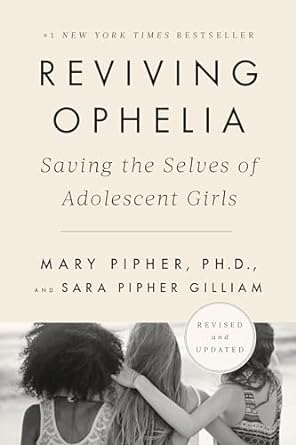 #1 NEW YORK TIMES BESTSELLER
REVIVING
OPHELIA
Saving the Selves of
Adolescent Girls
MARY PIPHER, PH.D.,
AND SARA PIPHER GILLIAM
REVISED
and
UPDATED